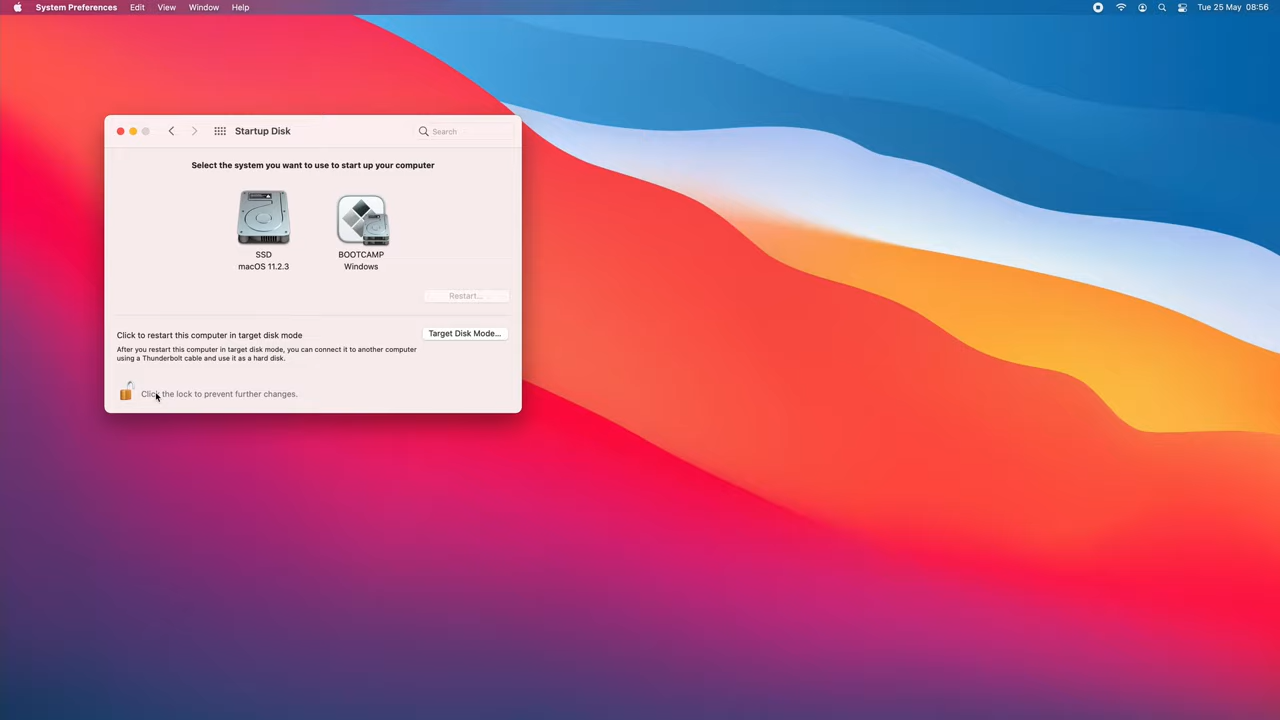 System Preferences Edit View Window Help
Tue 25 May 08:56
Startup Disk
Search
Select the system you want to use to start up your computer
SSD
macOS 11.2.3
BOOTCAMP
Windows
Restart...
Click to restart this computer in target disk mode
Target Disk Mode...
After you restart this computer in target disk mode, you can connect it to another computer
using a Thunderbolt cable and use it as a hard disk.
Click the lock to prevent further changes.